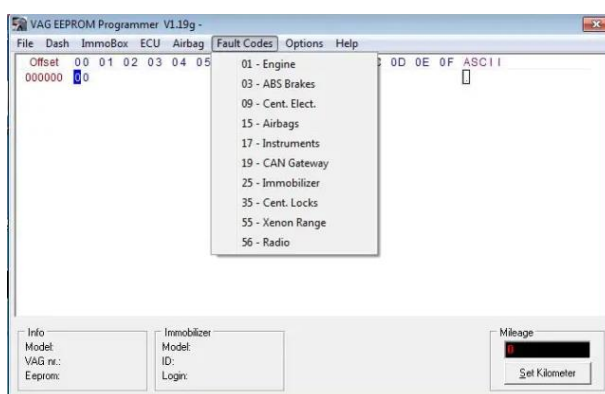 VAG EEPROM Programmer V1.19g -
File Dash ImmoBox ECU Airbag Fault Codes Options Help
Offset 00 01 02 03 04 05 0D 0E 0F ASCII
000000 00 .
01 - Engine
03 - ABS Brakes
09 - Cent. Elect.
15 - Airbags
17 - Instruments
19 - CAN Gateway
25 - Immobilizer
35 - Cent. Locks
55 - Xenon Range
56 - Radio
Info
Model:
VAG nr.:
Eeprom:
Immobilizer
Model:
ID:
Login:
Mileage
0
Set Kilometer